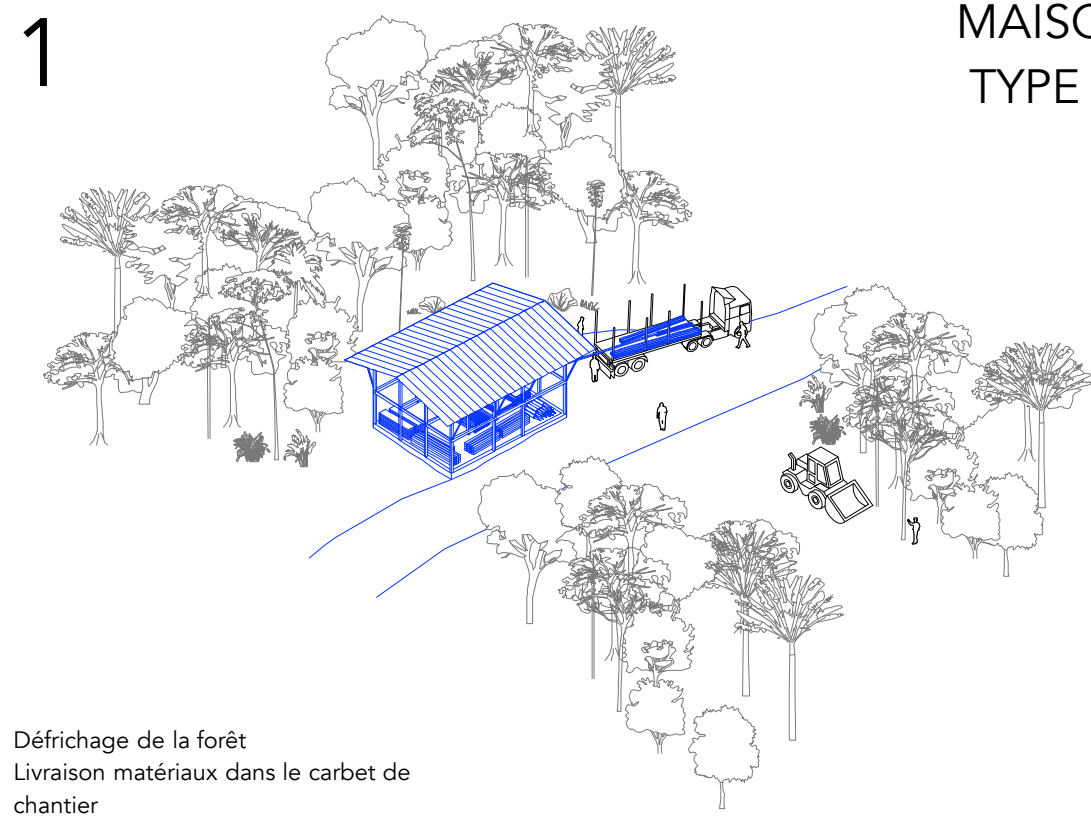 1
MAISO
TYPE
Défrichage de la forêt
Livraison matériaux dans le carbet de
chantier